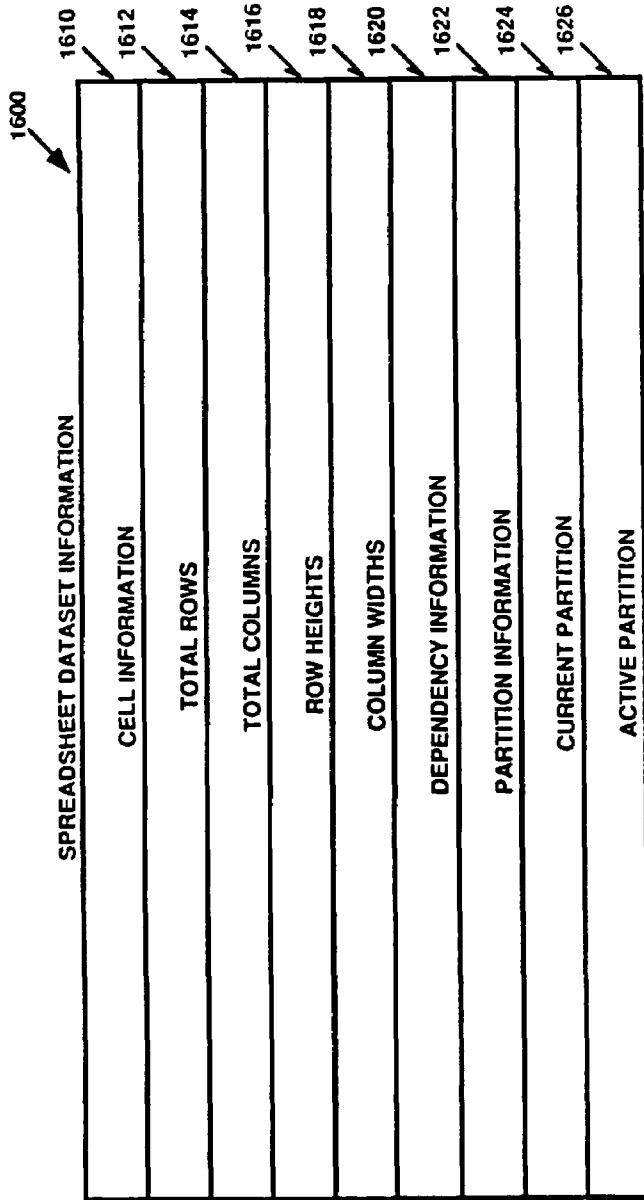 1600
SPREADSHEET DATASET INFORMATION
CELL INFORMATION 1610
TOTAL ROWS 1612
TOTAL COLUMNS 1614
ROW HEIGHTS 1616
COLUMN WIDTHS 1618
DEPENDENCY INFORMATION 1620
PARTITION INFORMATION 1622
CURRENT PARTITION 1624
ACTIVE PARTITION 1626